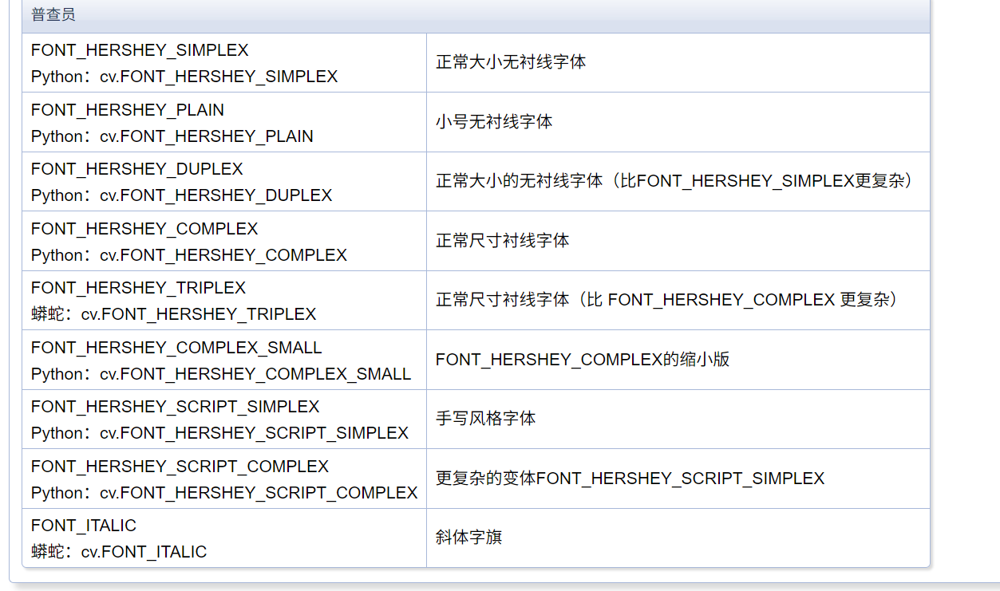 普查员
FONT_HERSHEY_SIMPLEX
Python：cv.FONT_HERSHEY_SIMPLEX
正常大小无衬线字体
FONT_HERSHEY_PLAIN
Python：cv.FONT_HERSHEY_PLAIN
小号无衬线字体
FONT_HERSHEY_DUPLEX
Python：cv.FONT_HERSHEY_DUPLEX
正常大小的无衬线字体（比FONT_HERSHEY_SIMPLEX更复杂）
FONT_HERSHEY_COMPLEX
Python：cv.FONT_HERSHEY_COMPLEX
正常尺寸衬线字体
FONT_HERSHEY_TRIPLEX
蟒蛇：cv.FONT_HERSHEY_TRIPLEX
正常尺寸衬线字体（比 FONT_HERSHEY_COMPLEX 更复杂）
FONT_HERSHEY_COMPLEX_SMALL
Python：cv.FONT_HERSHEY_COMPLEX_SMALL
FONT_HERSHEY_COMPLEX的缩小版
FONT_HERSHEY_SCRIPT_SIMPLEX
Python：cv.FONT_HERSHEY_SCRIPT_SIMPLEX
手写风格字体
FONT_HERSHEY_SCRIPT_COMPLEX
Python：cv.FONT_HERSHEY_SCRIPT_COMPLEX
更复杂的变体FONT_HERSHEY_SCRIPT_SIMPLEX
FONT_ITALIC
蟒蛇：cv.FONT_ITALIC
斜体字旗